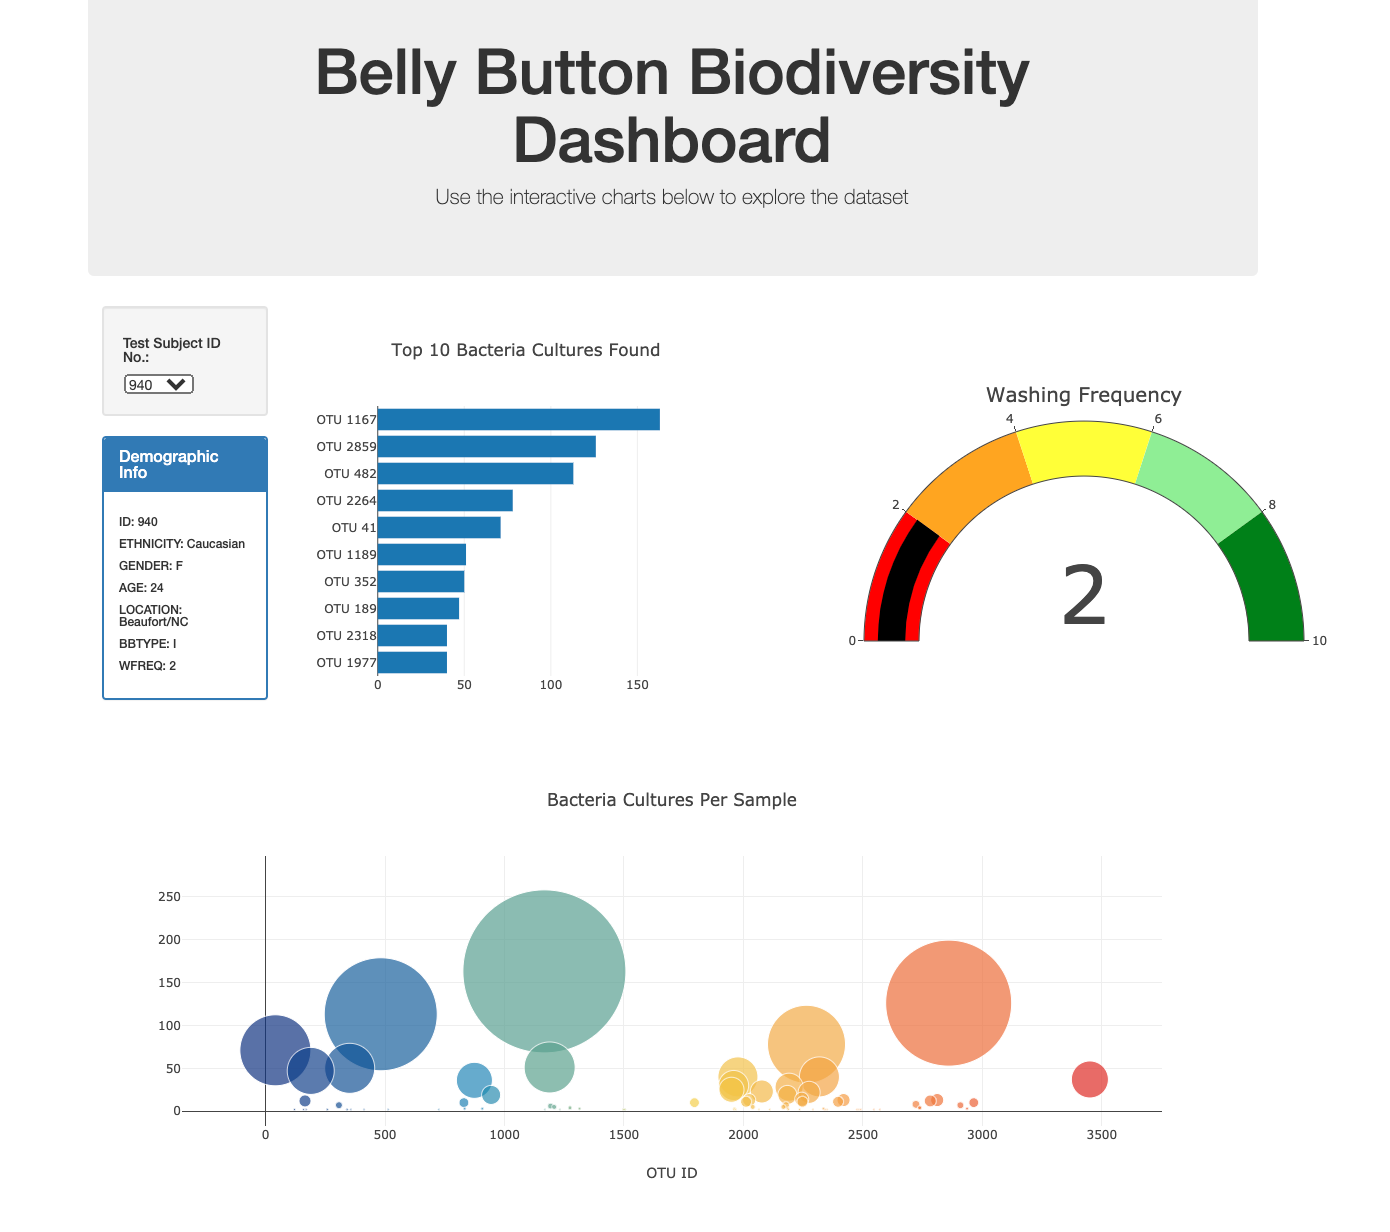 Belly Button Biodiversity
Dashboard
Use the interactive charts below to explore the dataset
Test Subject ID
No.:
940
Demographic
Info
ID: 940
ETHNICITY: Caucasian
GENDER: F
AGE: 24
LOCATION:
Beaufort/NC
BBTYPE: I
WFREQ: 2
Top 10 Bacteria Cultures Found
OTU 1167
OTU 2859
OTU 482
OTU 2264
OTU 41
OTU 1189
OTU 352
OTU 189
OTU 2318
OTU 1977
0 50 100 150
Washing Frequency
0 2 4 6 8 10
2
Bacteria Cultures Per Sample
250
200
150
100
50
0
0 500 1000 1500 2000 2500 3000 3500
OTU ID